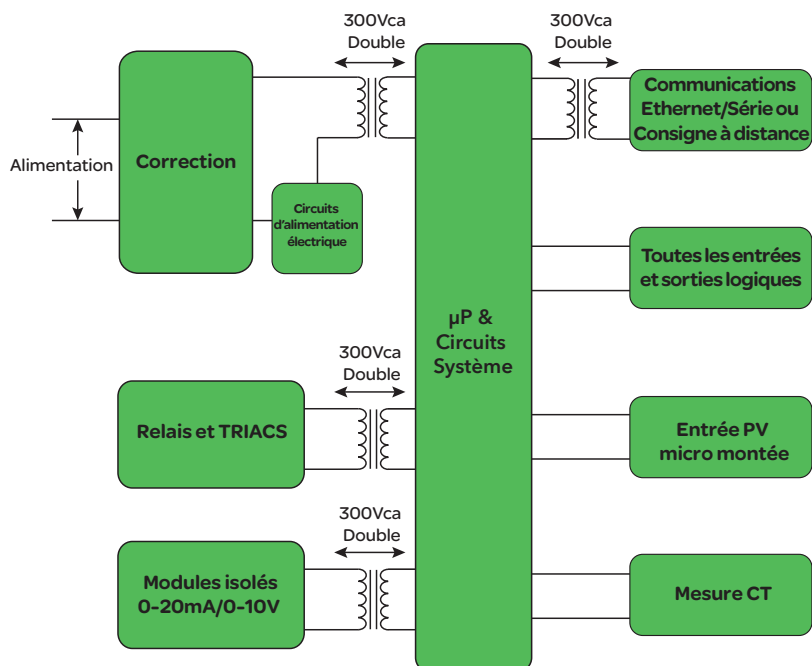 300Vca
Double
300Vca
Double
Alimentation
Correction
Circuits
d'alimentation
électrique
Communications
Ethernet/Série ou
Consigne à distance
Toutes les entrées
et sorties logiques
µP &
Circuits
Système
300Vca
Double
Relais et TRIACS
Entrée PV
micro montée
300Vca
Double
Modules isolés
0-20mA/0-10V
Mesure CT